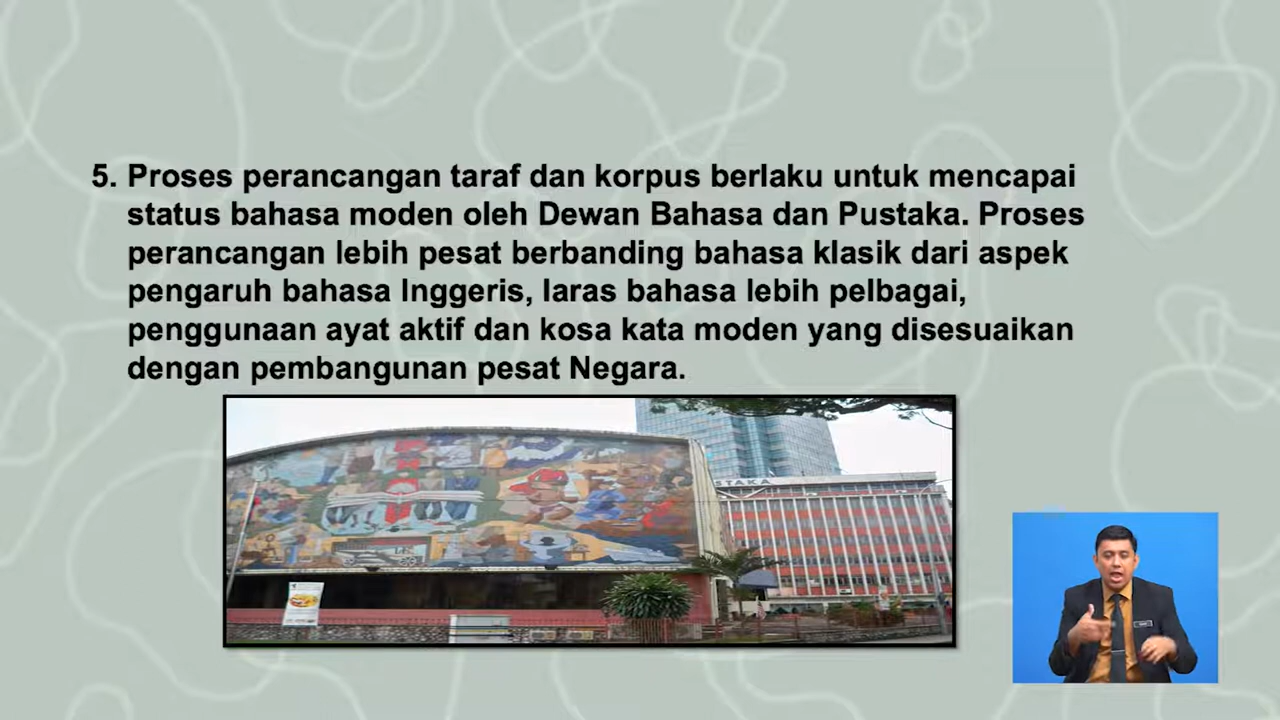 5. Proses perancangan taraf dan korpus berlaku untuk mencapai
status bahasa moden oleh Dewan Bahasa dan Pustaka. Proses
perancangan lebih pesat berbanding bahasa klasik dari aspek
pengaruh bahasa Inggeris, laras bahasa lebih pelbagai,
penggunaan ayat aktif dan kosa kata moden yang disesuaikan
dengan pembangunan pesat Negara.
STAKA